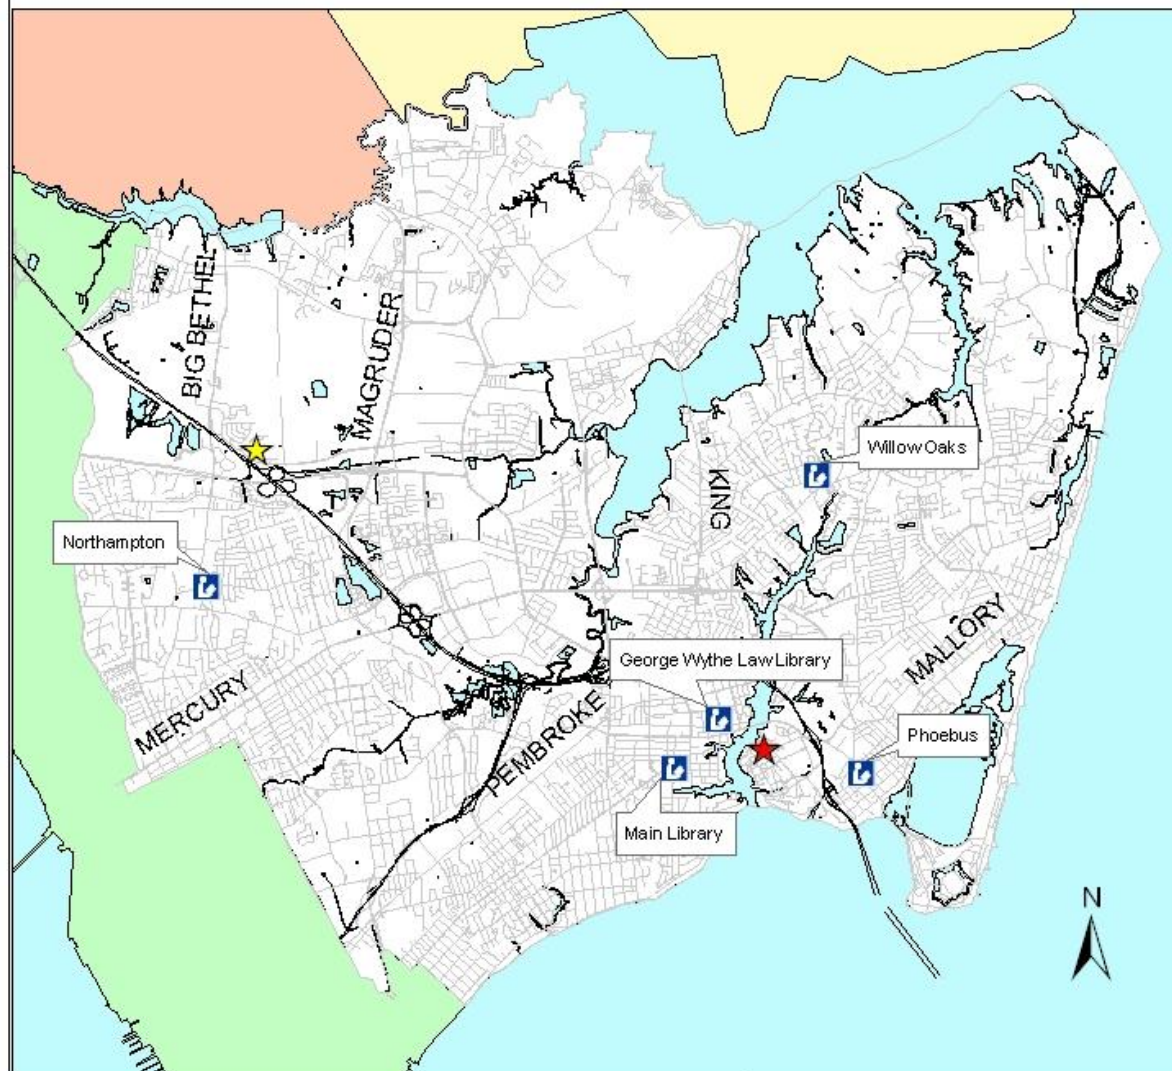 BIG BETHEL
MAGRUDER
Willow Oaks
KING
Northampton
MALLORY
George Wythe Law Library
MERCURY
PEMBROKE
Phoebus
Main Library
N